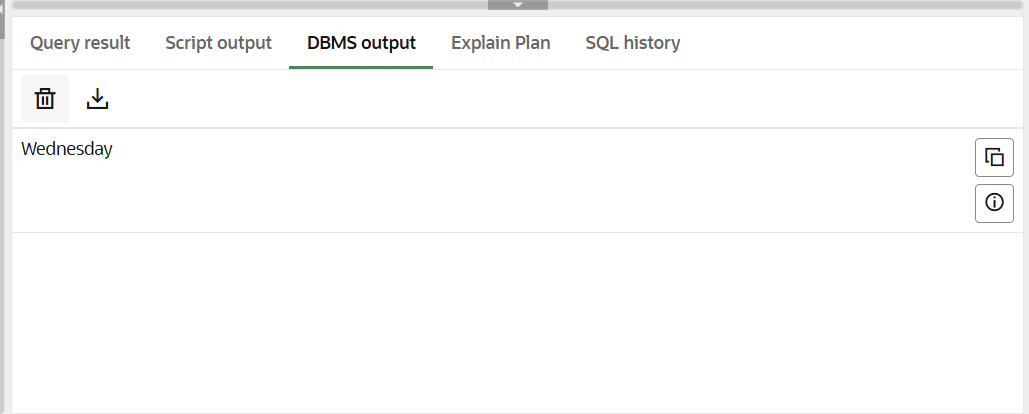 Query result Script output DBMS output Explain Plan SQL history
Wednesday